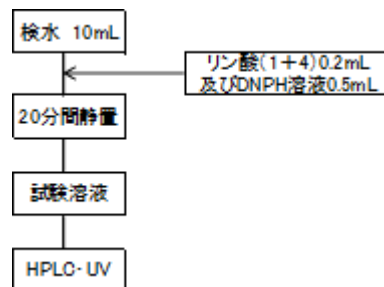 検水 10mL
リン酸(1+4)0.2mL
及びDNPH溶液0.5mL
20分間静置
試験溶液
HPLC-UV